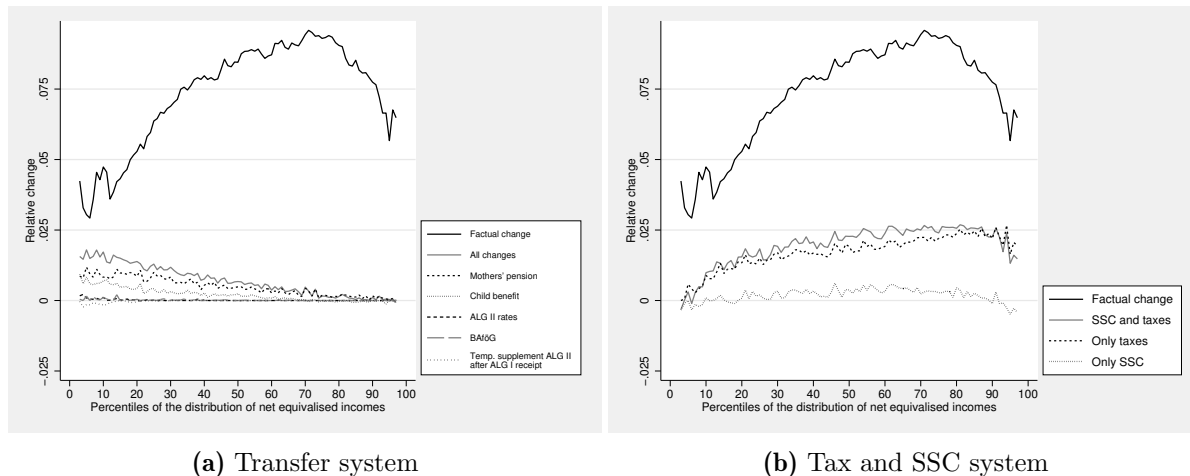 Relative change
-.025 0 .025 .05 .075
0 10 20 30 40 50 60 70 80 90 100
Percentiles of the distribution of net equivalised incomes
Factual change
All changes
Mothers' pension
Child benefit
ALG II rates
BAföG
Temp. supplement ALG II
after ALG I receipt
(a) Transfer system
Relative change
-.025 0 .025 .05 .075
0 10 20 30 40 50 60 70 80 90 100
Percentiles of the distribution of net equivalised incomes
Factual change
SSC and taxes
Only taxes
Only SSC
(b) Tax and SSC system